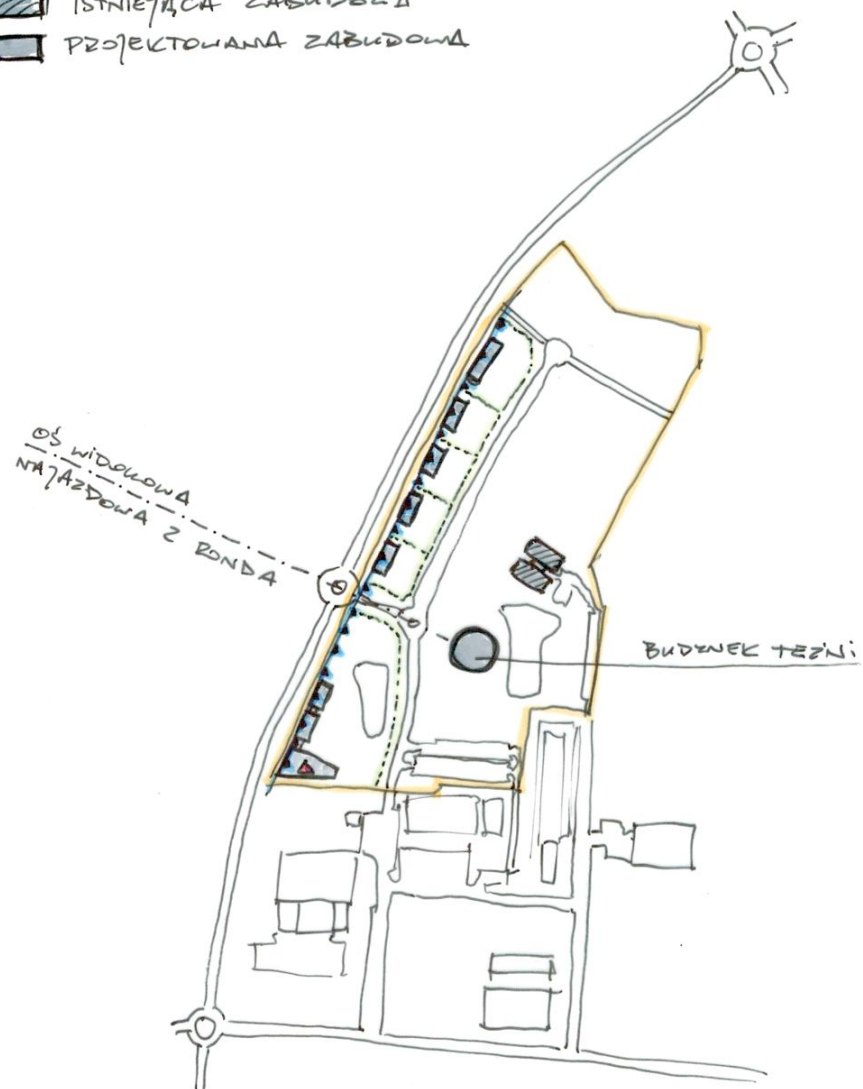 ISTNIEJĄCA ZABUDOWA
PROJEKTOWANA ZABUDOWA
OŚ WIDOKOWA
NAJAZDOWA Z RONDA
BUDYNEK TĘŻNI